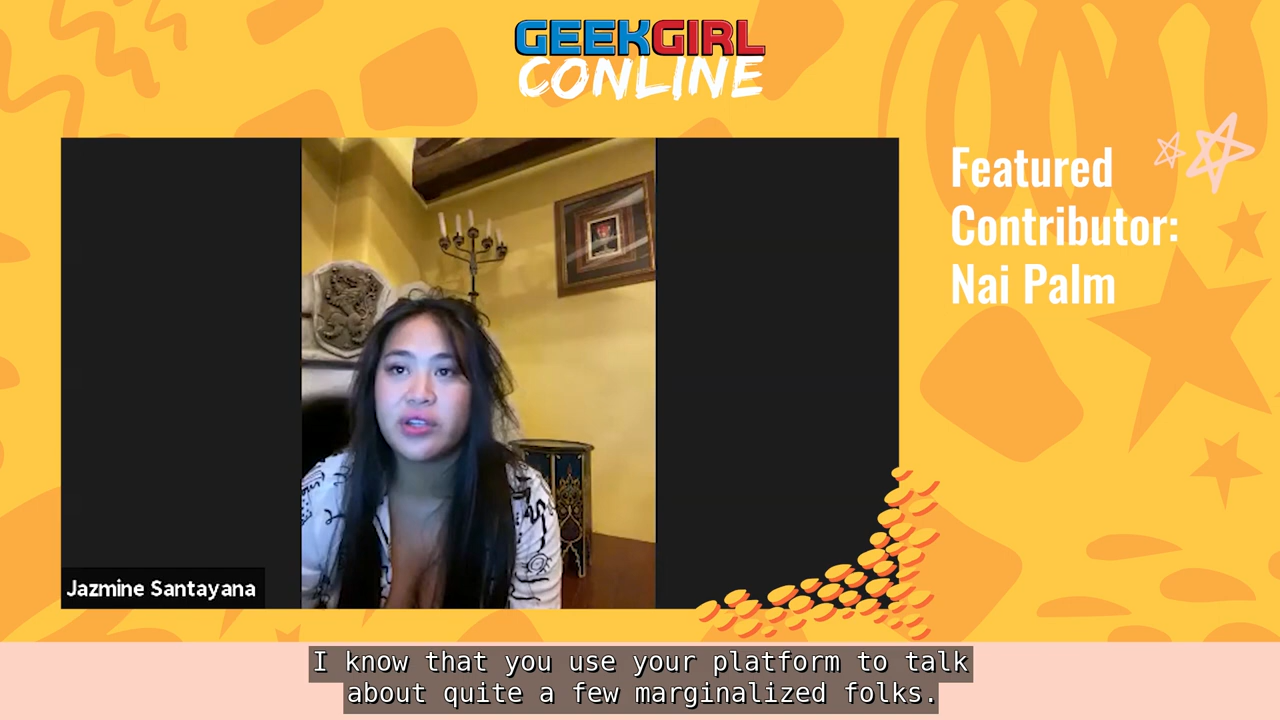 GEEKGIRL
CONLINE
Featured
Contributor:
Nai Palm
Jazmine Santayana
I know that you use your platform to talk
about quite a few marginalized folks.